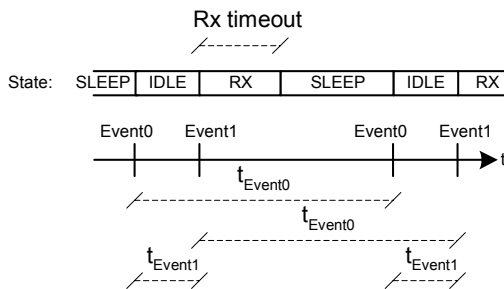 Rx timeout
State: SLEEP IDLE RX SLEEP IDLE RX
Event0 Event1 Event0 Event1
t
tEvent0
tEvent0
tEvent1 tEvent1